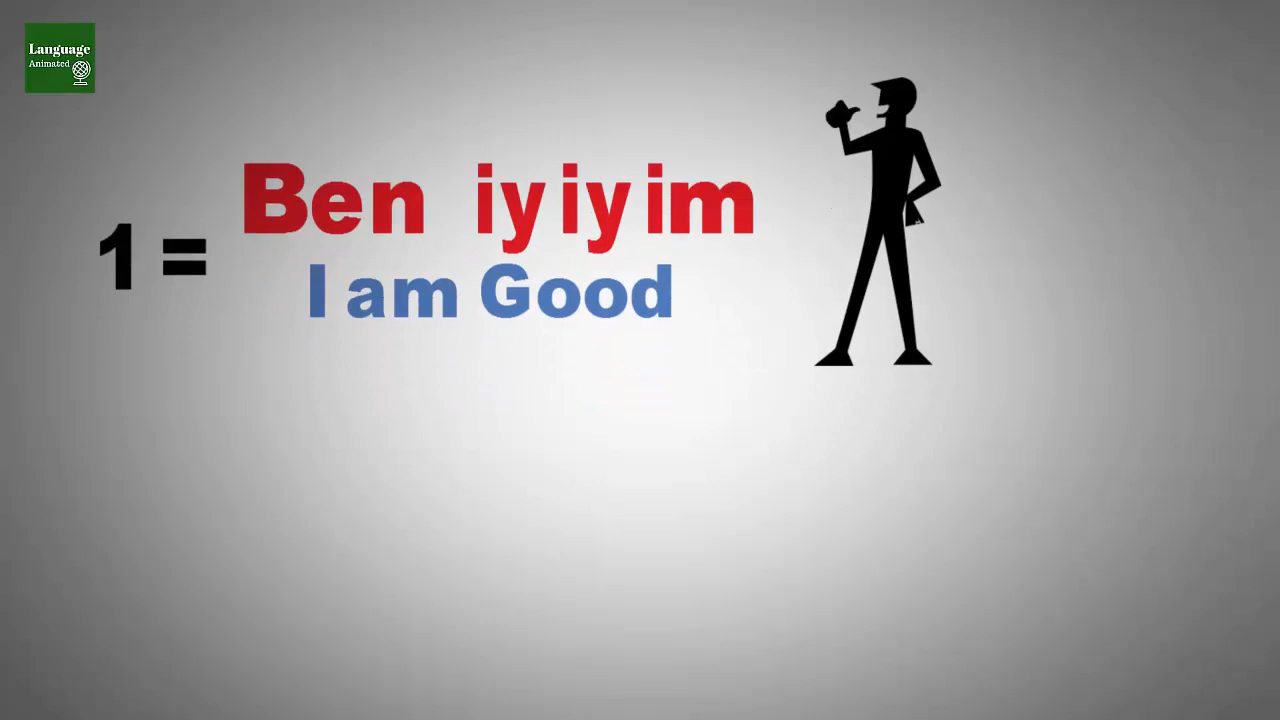 Language
Animated
Ben iyiyim
1 =
I am Good